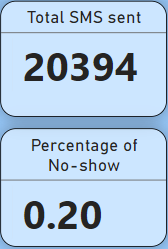 Total SMS sent
20394
Percentage of
No-show
0.20